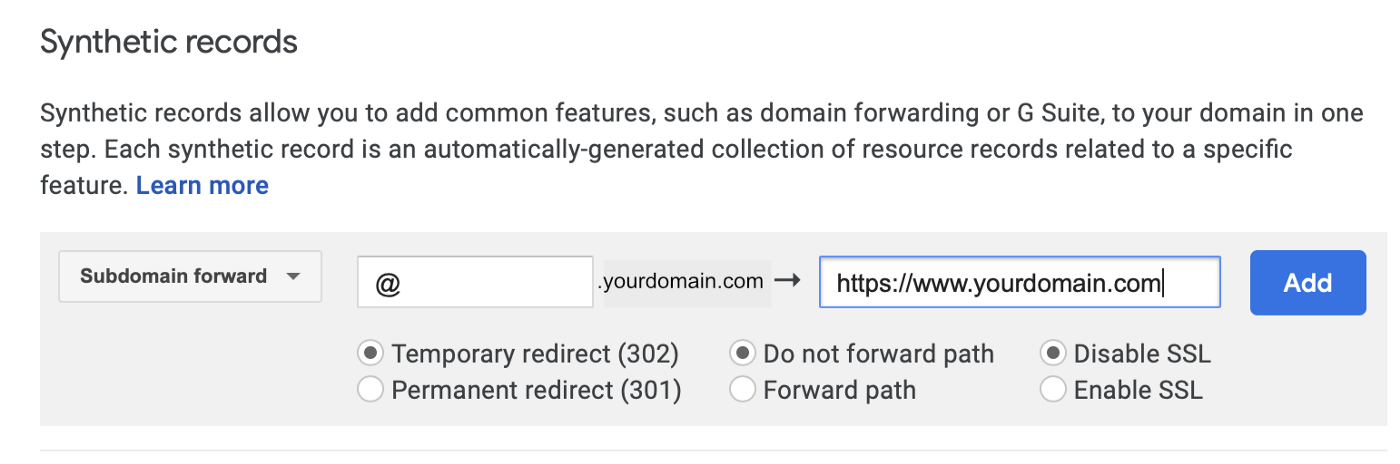 Synthetic records
Synthetic records allow you to add common features, such as domain forwarding or G Suite, to your domain in one
step. Each synthetic record is an automatically-generated collection of resource records related to a specific
feature. Learn more
Subdomain forward @ .yourdomain.com → https://www.yourdomain.com Add
Temporary redirect (302) Do not forward path Disable SSL
Permanent redirect (301) Forward path Enable SSL